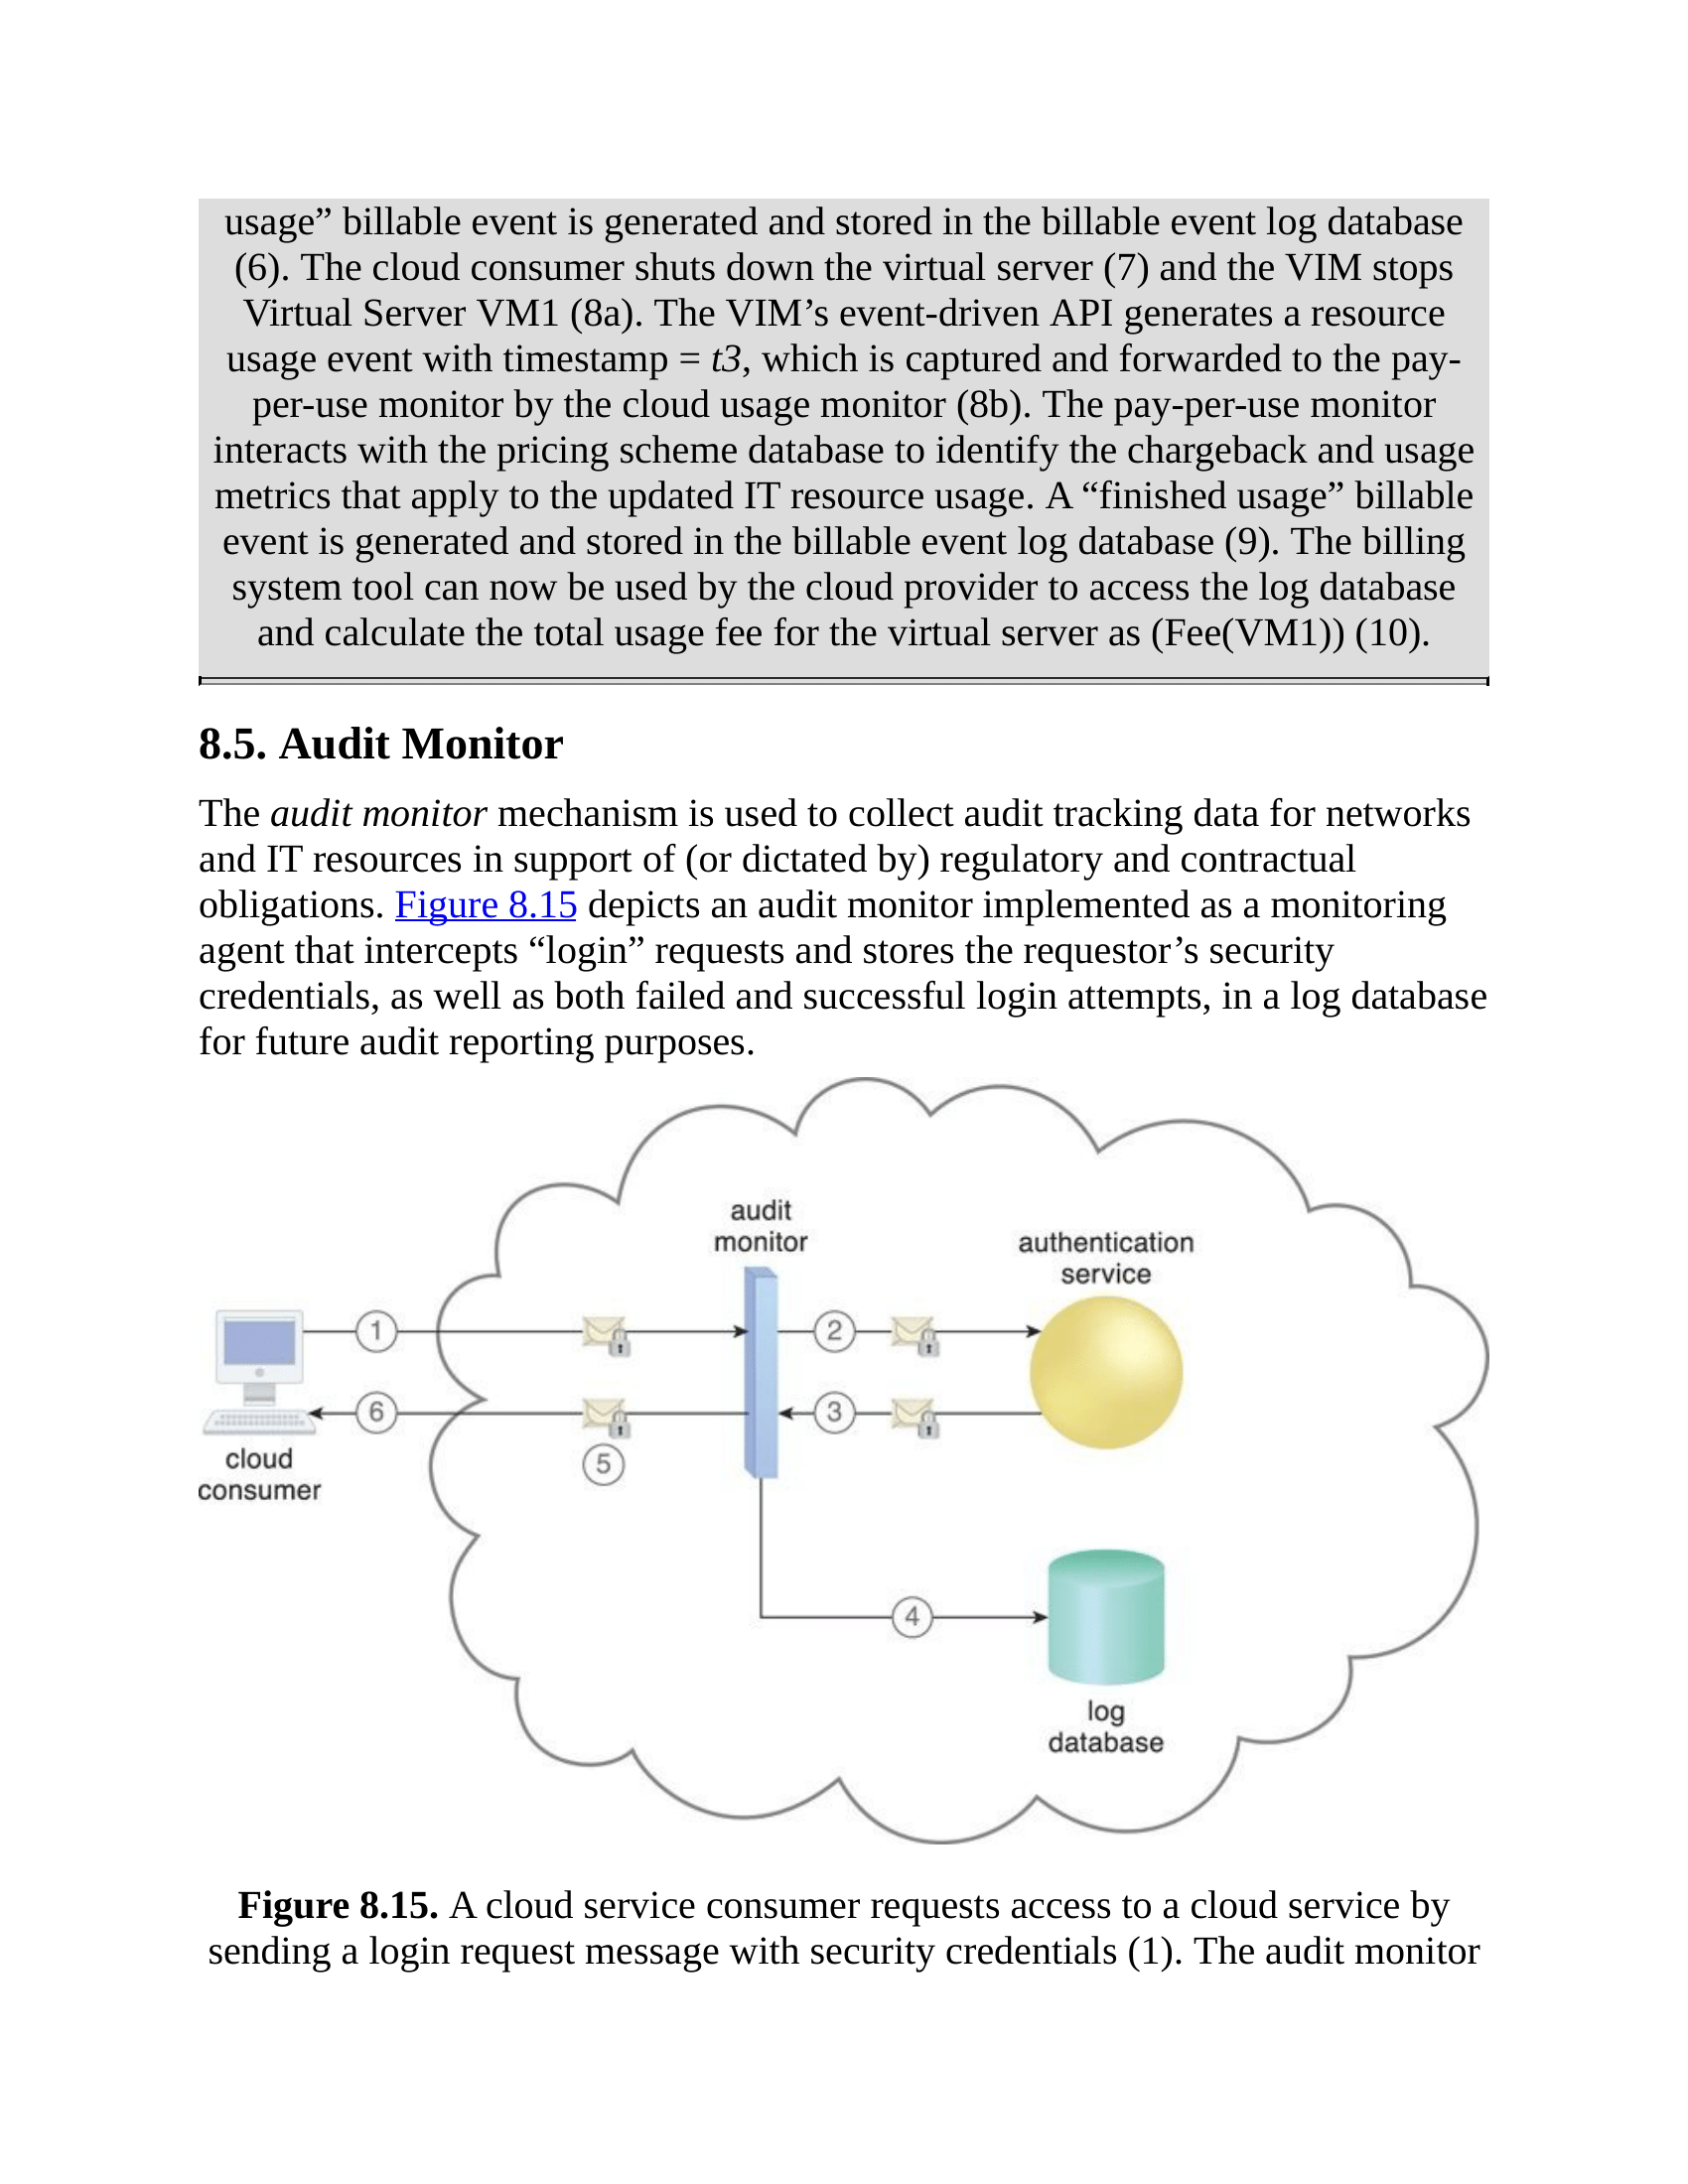 usage” billable event is generated and stored in the billable event log database
(6). The cloud consumer shuts down the virtual server (7) and the VIM stops
Virtual Server VM1 (8a). The VIM’s event-driven API generates a resource
usage event with timestamp = t3, which is captured and forwarded to the pay-
per-use monitor by the cloud usage monitor (8b). The pay-per-use monitor
interacts with the pricing scheme database to identify the chargeback and usage
metrics that apply to the updated IT resource usage. A “finished usage” billable
event is generated and stored in the billable event log database (9). The billing
system tool can now be used by the cloud provider to access the log database
and calculate the total usage fee for the virtual server as (Fee(VM1)) (10).
8.5. Audit Monitor
The audit monitor mechanism is used to collect audit tracking data for networks
and IT resources in support of (or dictated by) regulatory and contractual
obligations. Figure 8.15 depicts an audit monitor implemented as a monitoring
agent that intercepts “login” requests and stores the requestor’s security
credentials, as well as both failed and successful login attempts, in a log database
for future audit reporting purposes.
audit
monitor
authentication
service
1
2
6
3
5
cloud
consumer
4
log
database
Figure 8.15. A cloud service consumer requests access to a cloud service by
sending a login request message with security credentials (1). The audit monitor